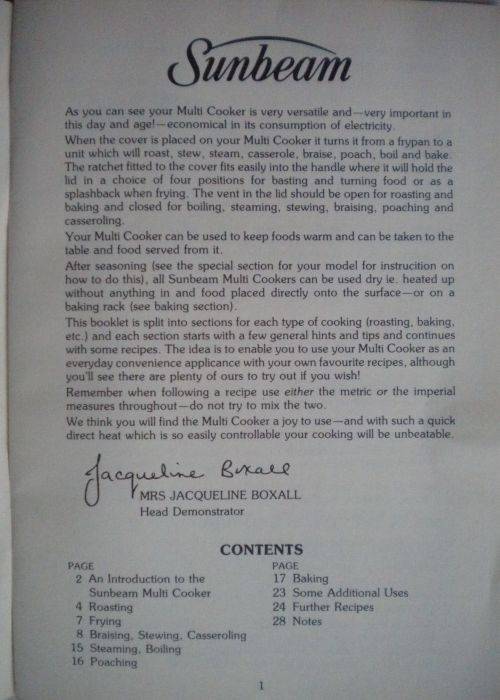 Sunbeam
As you can see your Multi Cooker is very versatile and—very important in
this day and age!—economical in its consumption of electricity.
When the cover is placed on your Multi Cooker it turns it from a frypan to a
unit which will roast, stew, steam, casserole, braise, poach, boil and bake.
The ratchet fitted to the cover fits easily into the handle where it will hold the
lid in a choice of four positions for basting and turning food or as a
splashback when frying. The vent in the lid should be open for roasting and
baking and closed for boiling, steaming, stewing, braising, poaching and
casseroling.
Your Multi Cooker can be used to keep foods warm and can be taken to the
table and food served from it.
After seasoning (see the special section for your model for instrucition on
how to do this), all Sunbeam Multi Cookers can be used dry ie. heated up
without anything in and food placed directly onto the surface—or on a
baking rack (see baking section).
This booklet is split into sections for each type of cooking (roasting, baking,
etc.) and each section starts with a few general hints and tips and continues
with some recipes. The idea is to enable you to use your Multi Cooker as an
everyday convenience applicance with your own favourite recipes, although
you'll see there are plenty of ours to try out if you wish!
Remember when following a recipe use either the metric or the imperial
measures throughout—do not try to mix the two.
We think you will find the Multi Cooker a joy to use—and with such a quick
direct heat which is so easily controllable your cooking will be unbeatable.
Jacqueline Boxall
MRS JACQUELINE BOXALL
Head Demonstrator
CONTENTS
PAGE
2 An Introduction to the
Sunbeam Multi Cooker
4 Roasting
7 Frying
8 Braising, Stewing, Casseroling
15 Steaming, Boiling
16 Poaching
PAGE
17 Baking
23 Some Additional Uses
24 Further Recipes
28 Notes
1